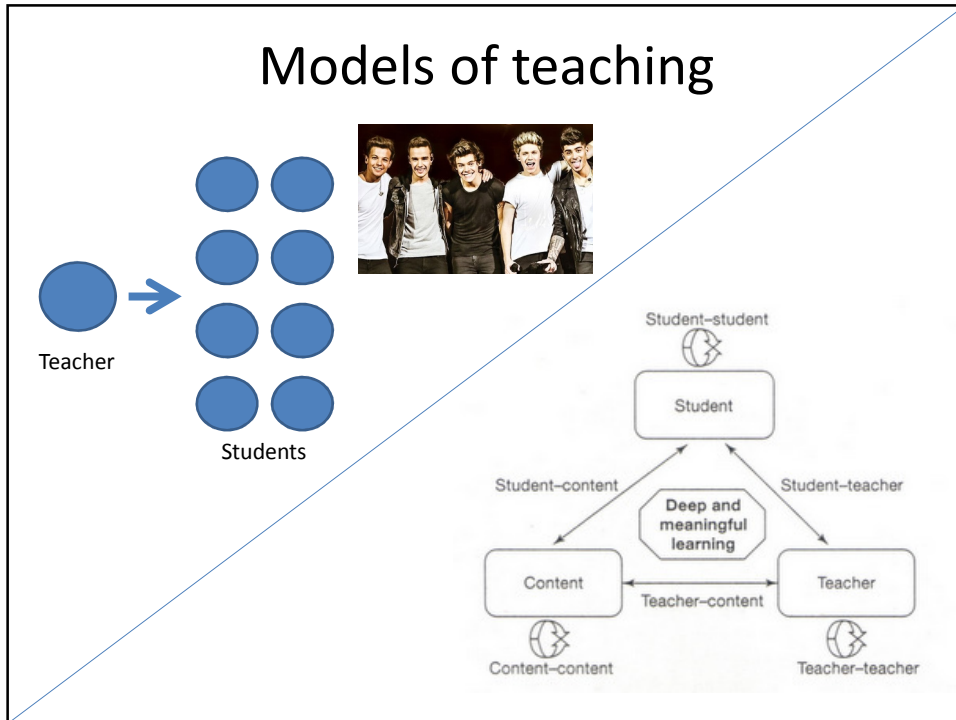 Models of teaching
Teacher
Students
Student–student
Student
Student–content
Student–teacher
Deep and
meaningful
learning
Content
Teacher
Teacher–content
Content–content
Teacher–teacher